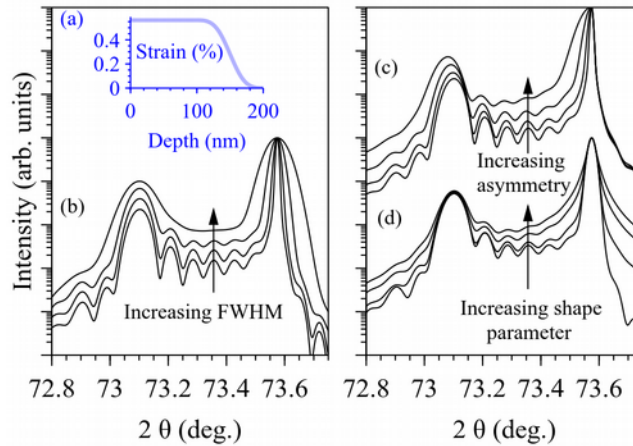 (a)
0.6
0.4
0.2
0
Strain (%)
0
100
200
Depth (nm)
(b)
Increasing FWHM
(c)
Increasing
asymmetry
(d)
Increasing shape
parameter
Intensity (arb. units)
72.8
73
73.2
73.4
73.6
2 θ (deg.)
72.8
73
73.2
73.4
73.6
2 θ (deg.)